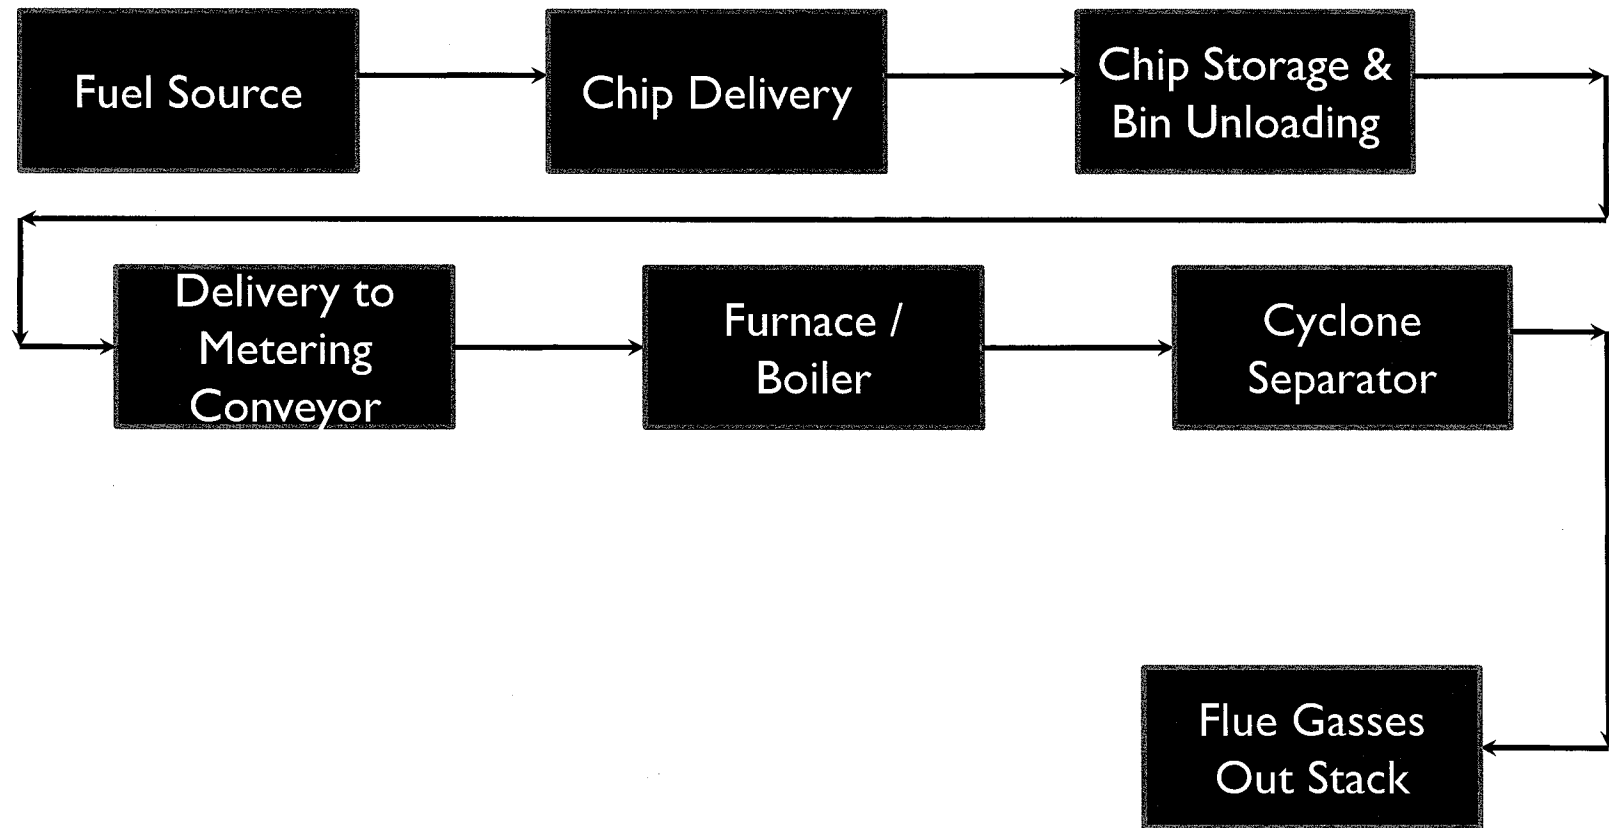 Fuel Source
Chip Delivery
Chip Storage &
Bin Unloading
Delivery to
Metering
Conveyor
Furnace /
Boiler
Cyclone
Separator
Flue Gasses
Out Stack